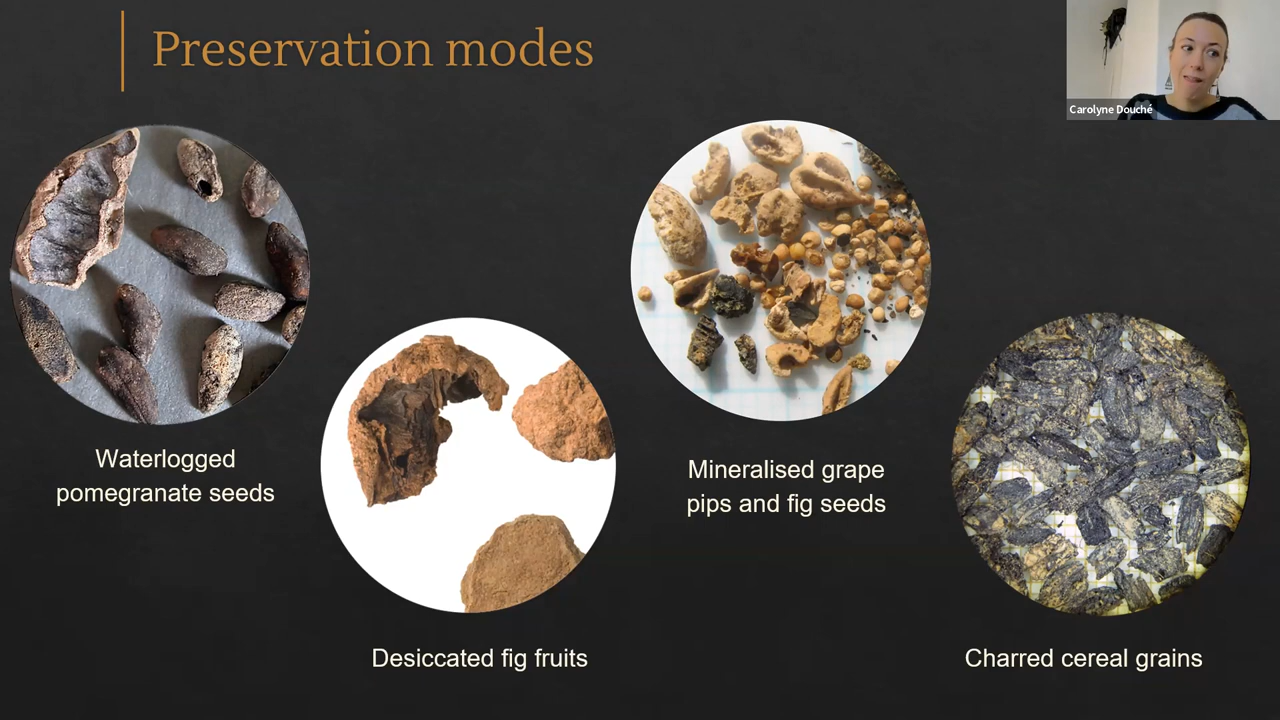 Preservation modes
Carolyne Douché
Waterlogged
pomegranate seeds
Desiccated fig fruits
Mineralised grape
pips and fig seeds
Charred cereal grains